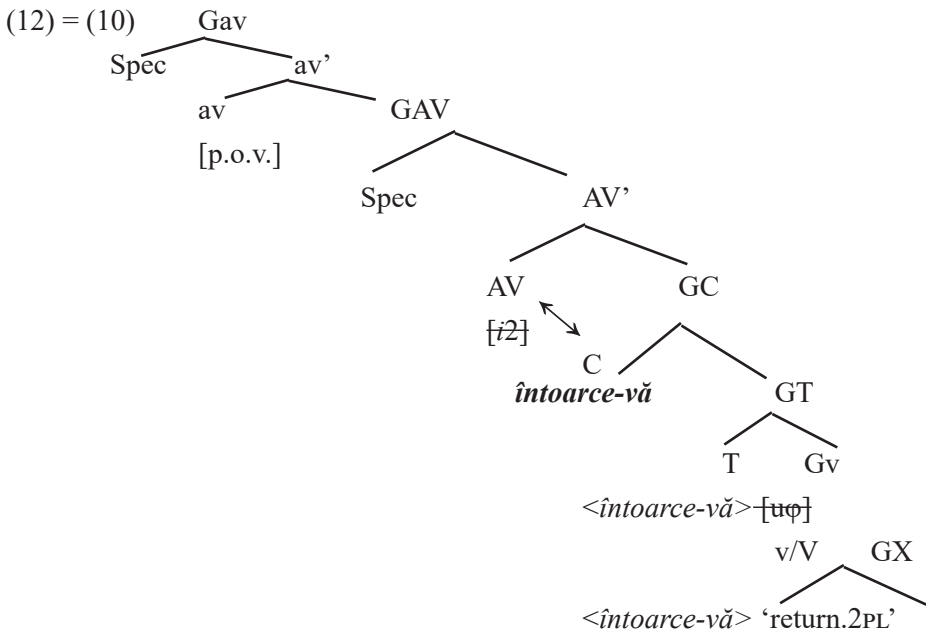 (12) = (10) Gav
Spec av’
av GAV
[p.o.v.]
Spec AV’
AV GC
[i2]
C
întoarce-vă GT
T Gv
<întoarce-vă> [uφ]
v/V GX
<întoarce-vă> ‘return.2PL’